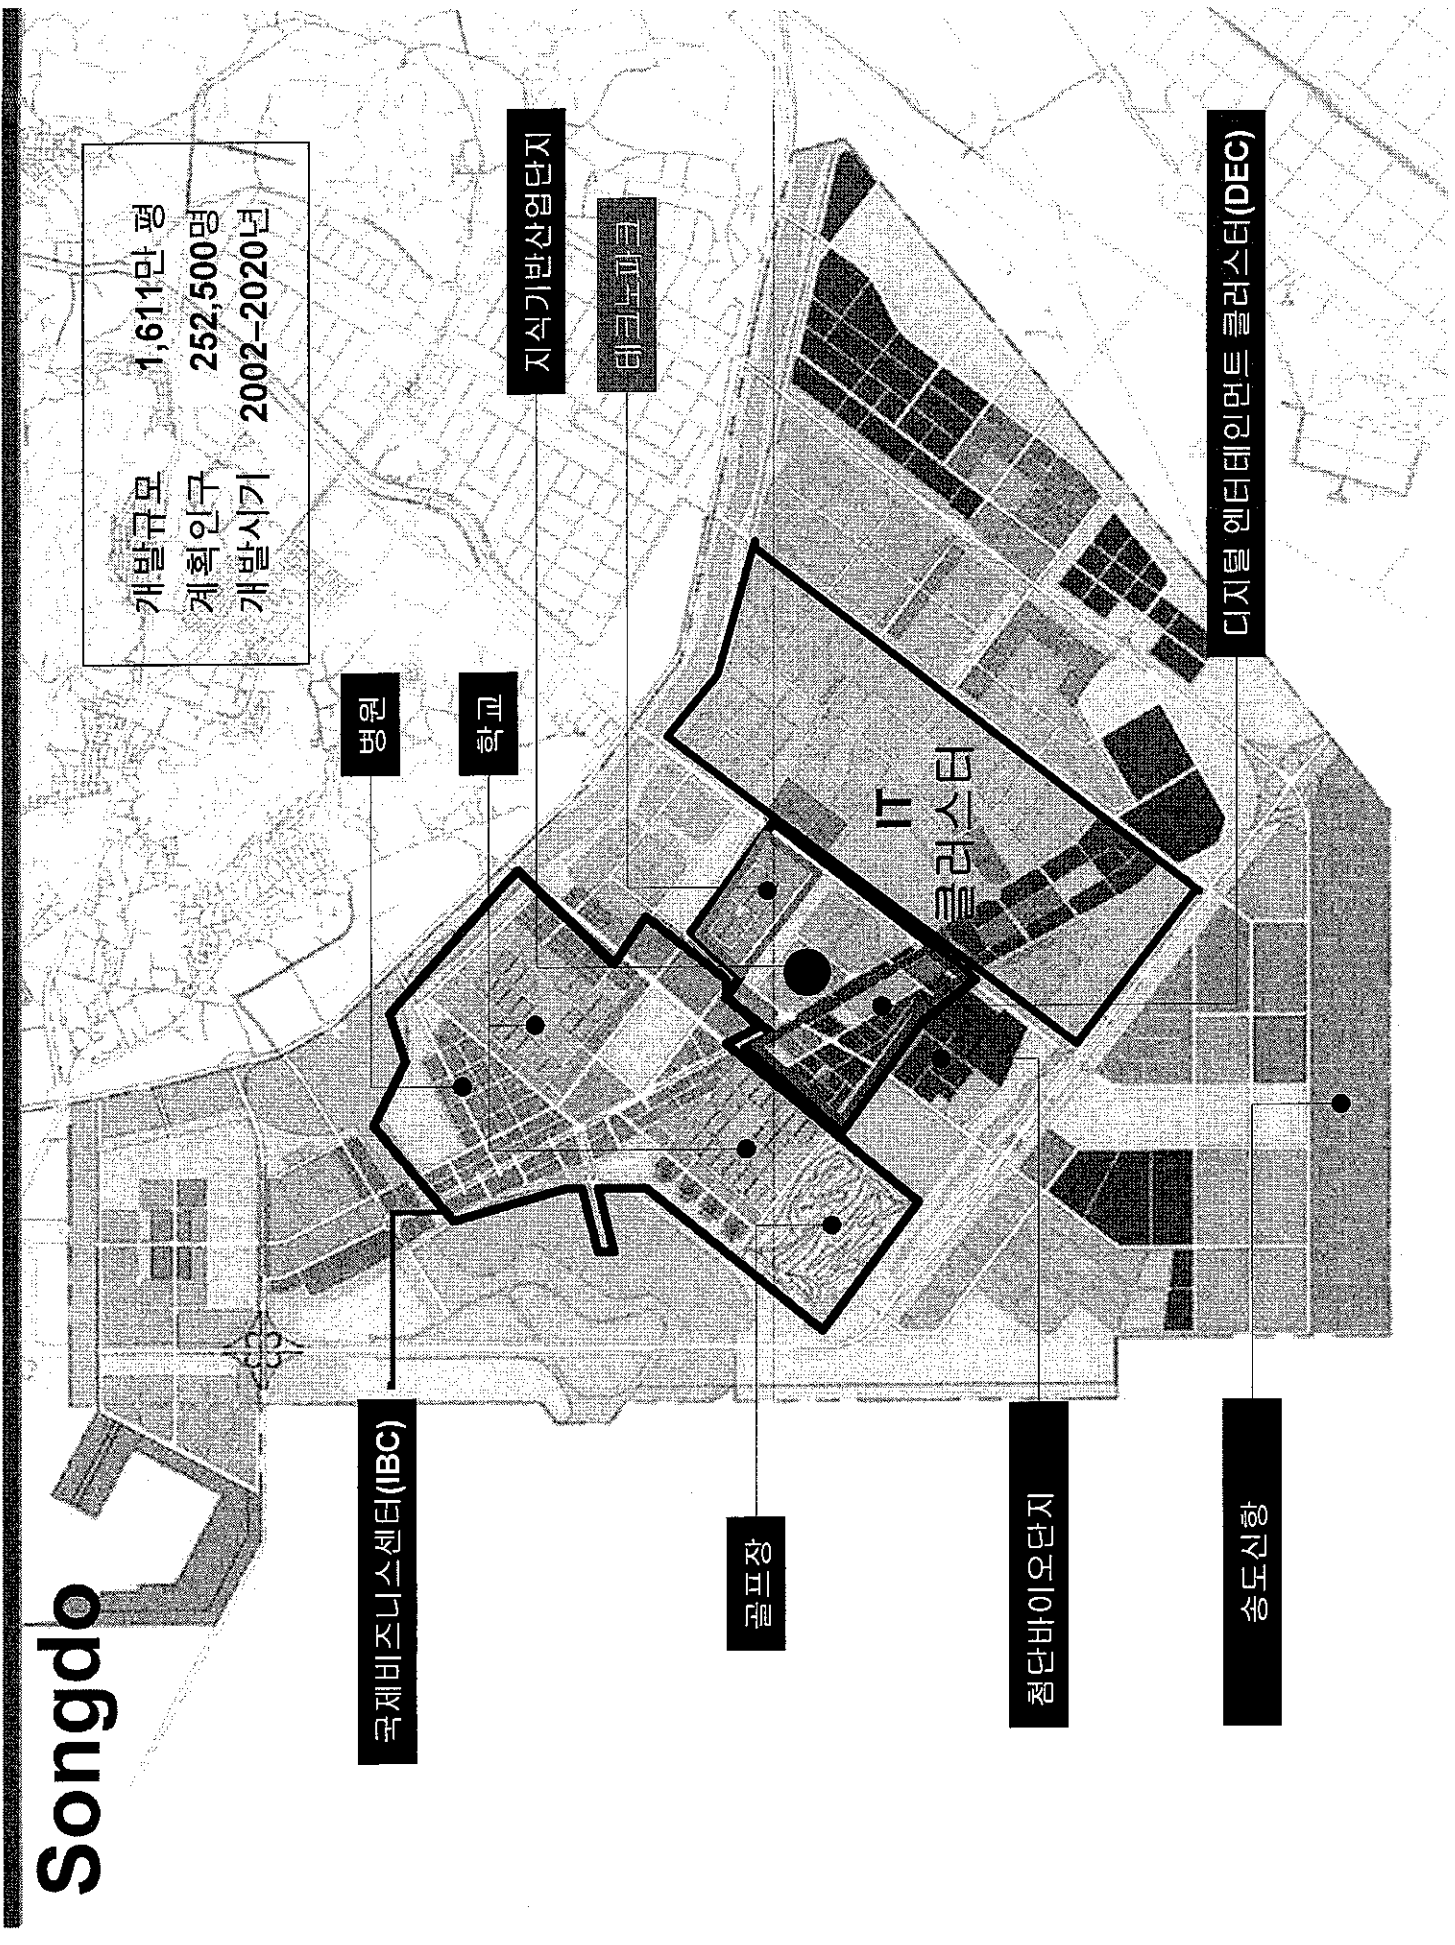 Songdo
개발규모 1,611만 평
계획인구 252,500명
개발시기 2002–2020년
국제비즈니스센터(IBC)
병원
학교
지식기반산업단지
테크노파크
골프장
IT
클러스터
첨단바이오단지
송도신항
디지털 엔터테인먼트 클러스터(DEC)